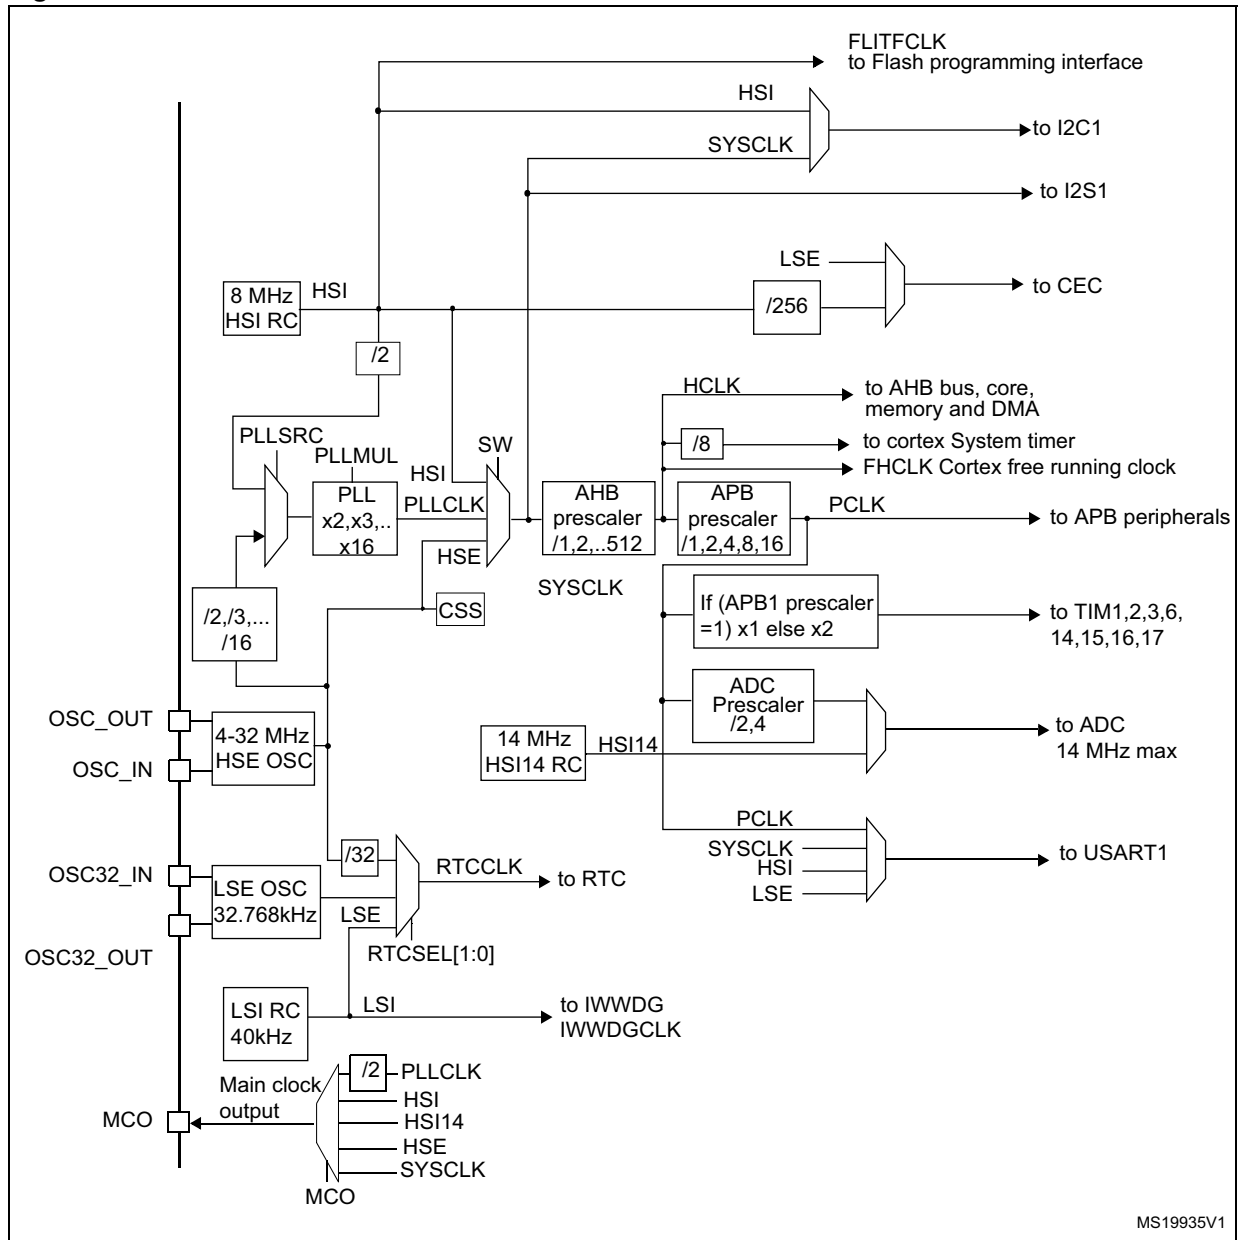 FLITFCLK
to Flash programming interface
HSI
to I2C1
SYSCLK
to I2S1
LSE
to CEC
8 MHz
HSI RC
HSI
/256
/2
HCLK
to AHB bus, core,
memory and DMA
PLLSRC
SW
/8
to cortex System timer
PLLMUL
HSI
FHCLK Cortex free running clock
PLL
x2,x3,..
x16
PLLCLK
AHB
prescaler
/1,2,..512
APB
prescaler
/1,2,4,8,16
PCLK
to APB peripherals
HSE
SYSCLK
/2,/3,...
/16
CSS
If (APB1 prescaler
=1) x1 else x2
to TIM1,2,3,6,
14,15,16,17
ADC
Prescaler
/2,4
OSC_OUT
4-32 MHz
HSE OSC
OSC_IN
14 MHz
HSI14 RC
HSI14
to ADC
14 MHz max
PCLK
SYSCLK
HSI
LSE
to USART1
/32
OSC32_IN
LSE OSC
32.768kHz
RTCCLK
to RTC
LSE
OSC32_OUT
RTCSEL[1:0]
LSI RC
40kHz
LSI
to IWWDG
IWWDGCLK
/2
PLLCLK
Main clock
output
HSI
MCO
HSI14
HSE
SYSCLK
MCO
MS19935V1